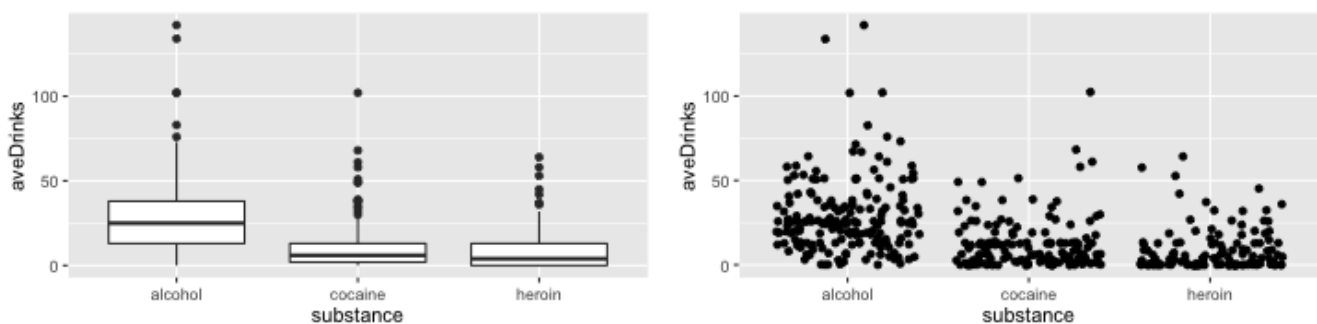 aveDrinks
100
50
0
alcohol cocaine heroin
substance
aveDrinks
100
50
0
alcohol cocaine heroin
substance